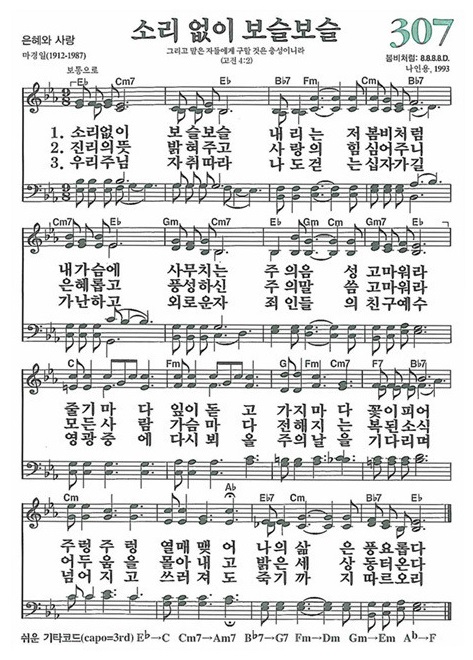 은혜와 사랑
소리 없이 보슬보슬
307
그리고 맡은 자들에게 구할 것은 충성이니라
(고전 4:2)
마경일(1912-1987)
봄비처럼: 8.8.8.8.D.
나인용, 1993
보통으로
E♭ Cm7 E♭ Cm Cm7 B♭7
1. 소리없이 보슬보슬 내리는 저봄비처럼
2. 진리의뜻 밝혀주고 사랑의 힘심어주니
3. 우리주님 자취따라 나도걷는 십자가길
Cm7 E♭ Gm Cm7 E♭ Gm Cm Gm7 E♭
내가슴에 사무치는 주의음성 고마워라
은혜롭고 풍성하신 주의말씀 고마워라
가난하고 외로운자 죄인들의 친구예수
C Fm G Fm Cm7 F7 B♭7
줄기마다 잎이돋고 가지마다 꽃이피어
모든사람 가슴마다 전해지는 복된소식
영광중에 다시뵈올 주의날을 기다리며
Cm Fm Cm A♭ E♭7 Fm Cm B♭7 E♭
주렁주렁 열매맺어 나의삶은 풍요롭다
어두움을 몰아내고 밝은세상 동터온다
넘어지고 쓰러져도 죽기까지 따르오리
쉬운 기타코드(capo=3rd) E♭→C Cm7→Am7 B♭7→G7 Fm→Dm Gm→Em A♭→F